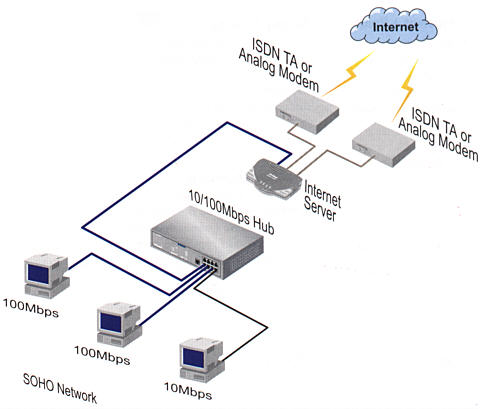 Internet
ISDN TA or
Analog Modem
ISDN TA or
Analog Modem
Internet
Server
10/100Mbps Hub
100Mbps
100Mbps
10Mbps
SOHO Network